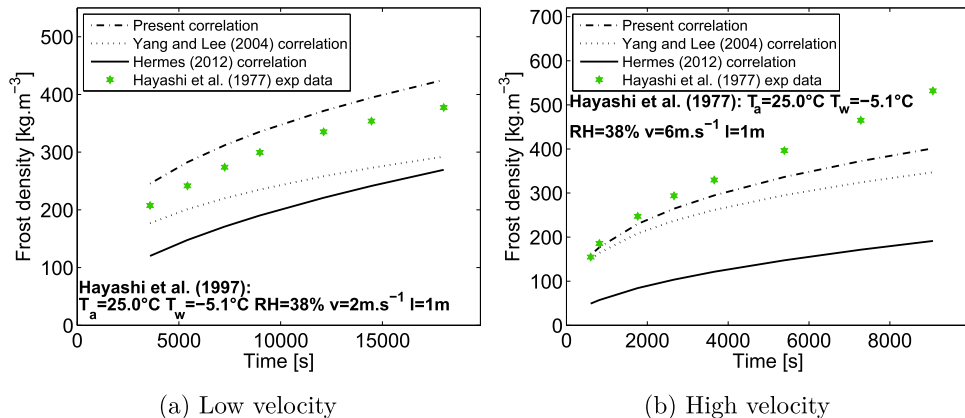 Present correlation
Yang and Lee (2004) correlation
Hermes (2012) correlation
Hayashi et al. (1977) exp data
500
400
300
200
100
0
Frost density [kg.m−3]
Hayashi et al. (1997):
Ta=25.0°C Tw=−5.1°C RH=38% v=2m.s−1 l=1m
5000 10000 15000
Time [s]
(a) Low velocity
Present correlation
Yang and Lee (2004) correlation
Hermes (2012) correlation
Hayashi et al. (1977) exp data
700
600
500
400
300
200
100
0
Frost density [kg.m−3]
Hayashi et al. (1977): Ta=25.0°C Tw=−5.1°C
RH=38% v=6m.s−1 l=1m
0 2000 4000 6000 8000
Time [s]
(b) High velocity